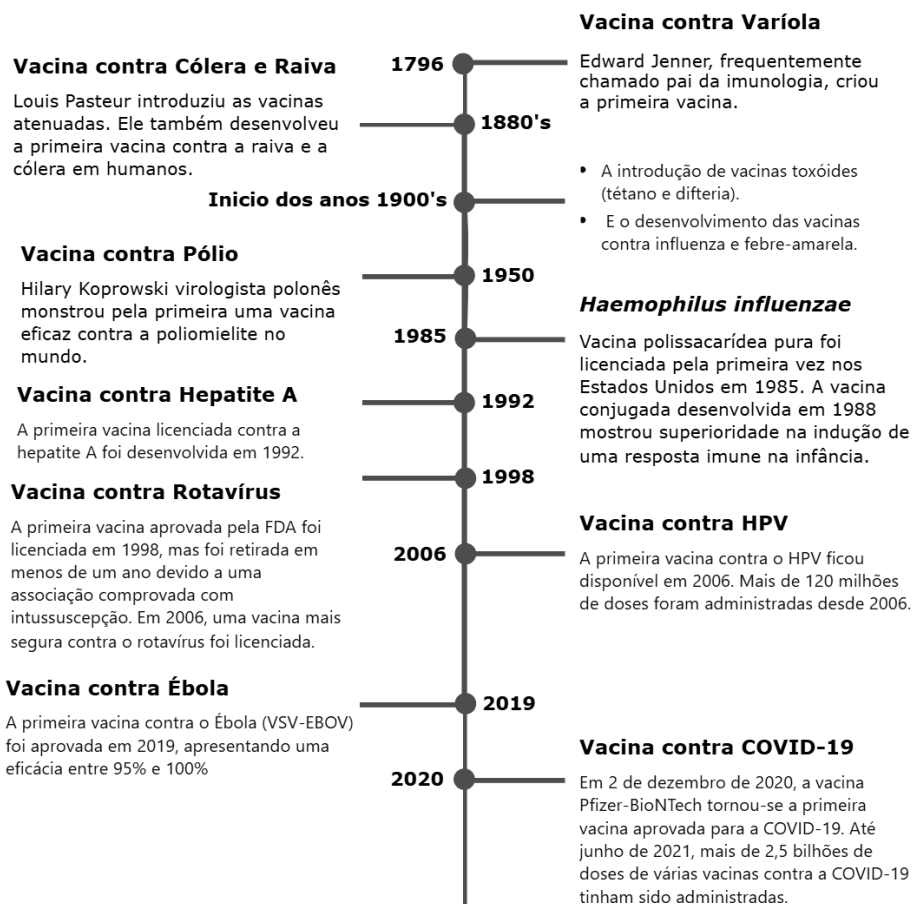 Vacina contra Varíola
1796
Edward Jenner, frequentemente
chamado pai da imunologia, criou
a primeira vacina.
Vacina contra Cólera e Raiva
Louis Pasteur introduziu as vacinas
atenuadas. Ele também desenvolveu
a primeira vacina contra a raiva e a
cólera em humanos.
1880's
Inicio dos anos 1900's
• A introdução de vacinas toxóides
(tétano e difteria).
• E o desenvolvimento das vacinas
contra influenza e febre-amarela.
Vacina contra Pólio
1950
Hilary Koprowski virologista polonês
monstrou pela primeira uma vacina
eficaz contra a poliomielite no
mundo.
Haemophilus influenzae
1985
Vacina polissacarídea pura foi
licenciada pela primeira vez nos
Estados Unidos em 1985. A vacina
conjugada desenvolvida em 1988
mostrou superioridade na indução de
uma resposta imune na infância.
Vacina contra Hepatite A
1992
A primeira vacina licenciada contra a
hepatite A foi desenvolvida em 1992.
Vacina contra Rotavírus
1998
A primeira vacina aprovada pela FDA foi
licenciada em 1998, mas foi retirada em
menos de um ano devido a uma
associação comprovada com
intussuscepção. Em 2006, uma vacina mais
segura contra o rotavírus foi licenciada.
Vacina contra HPV
2006
A primeira vacina contra o HPV ficou
disponível em 2006. Mais de 120 milhões
de doses foram administradas desde 2006.
Vacina contra Ébola
2019
A primeira vacina contra o Ébola (VSV-EBOV)
foi aprovada em 2019, apresentando uma
eficácia entre 95% e 100%
Vacina contra COVID-19
2020
Em 2 de dezembro de 2020, a vacina
Pfizer-BioNTech tornou-se a primeira
vacina aprovada para a COVID-19. Até
junho de 2021, mais de 2,5 bilhões de
doses de várias vacinas contra a COVID-19
tinham sido administradas.